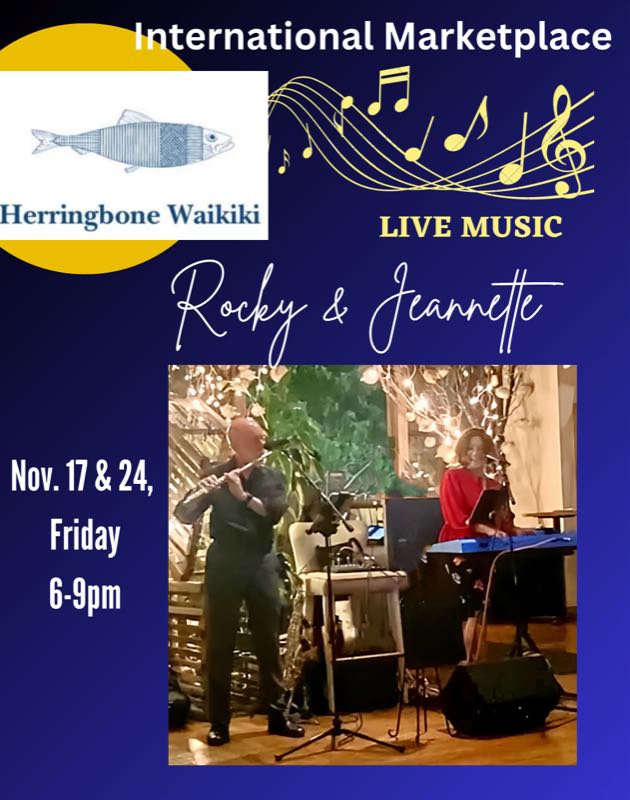 International Marketplace
Herringbone Waikiki
LIVE MUSIC
Rocky & Jeannette
Nov. 17 & 24,
Friday
6-9pm